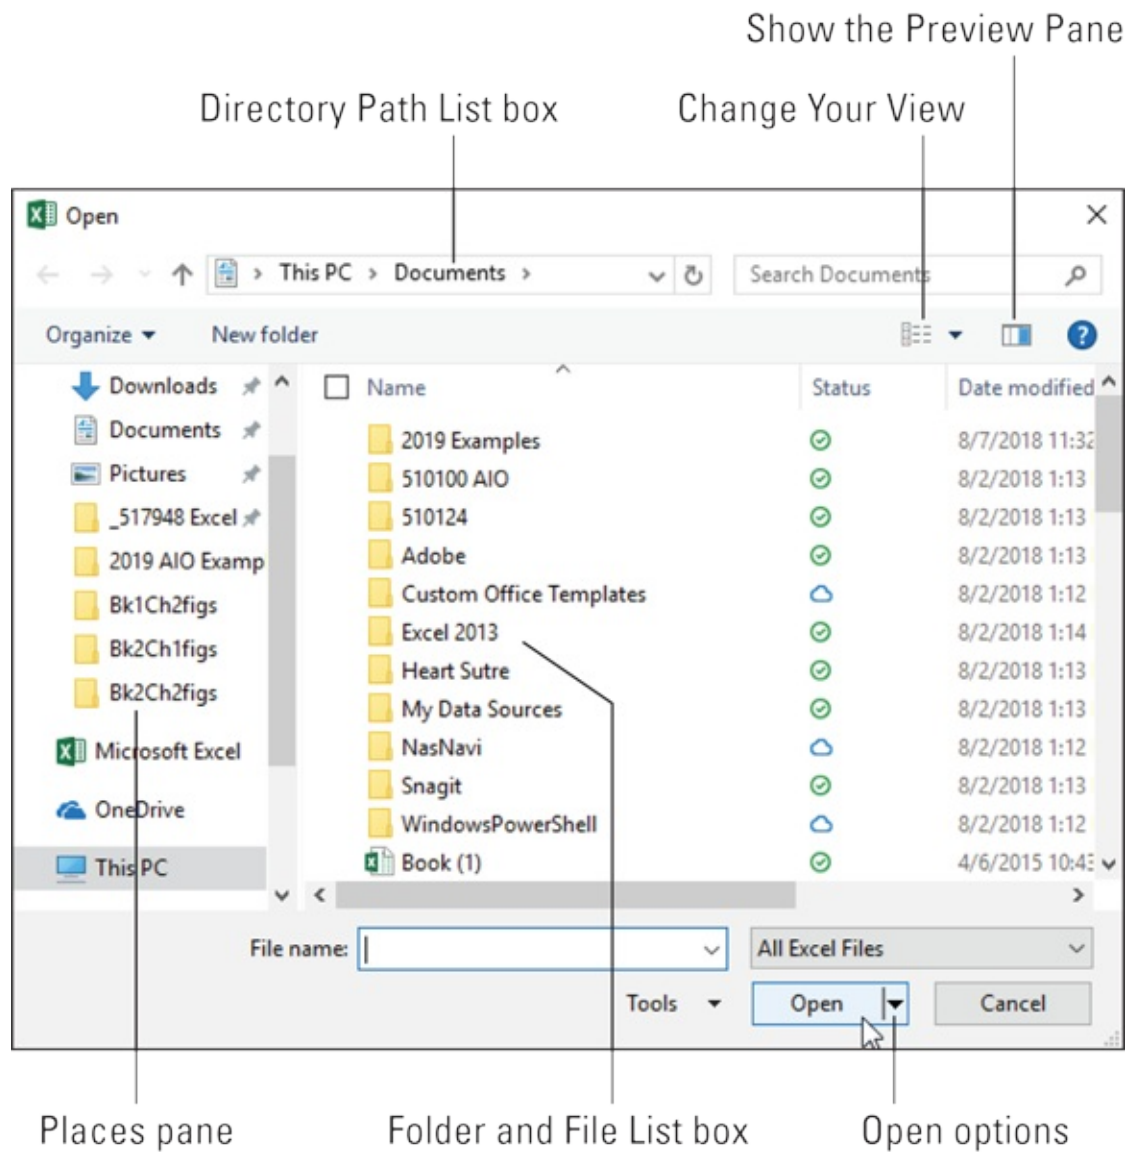 Show the Preview Pane
Directory Path List box
Change Your View
Open
This PC > Documents >
Search Documents
Organize
New folder
Downloads
Documents
Pictures
_517948 Excel
2019 AIO Examp
Bk1Ch2figs
Bk2Ch1figs
Bk2Ch2figs
Microsoft Excel
OneDrive
This PC
Name Status Date modified
2019 Examples 8/7/2018 11:32
510100 AIO 8/2/2018 1:13
510124 8/2/2018 1:13
Adobe 8/2/2018 1:13
Custom Office Templates 8/2/2018 1:12
Excel 2013 8/2/2018 1:14
Heart Sutre 8/2/2018 1:13
My Data Sources 8/2/2018 1:13
NasNavi 8/2/2018 1:12
Snagit 8/2/2018 1:13
WindowsPowerShell 8/2/2018 1:12
Book (1) 4/6/2015 10:43
File name:
All Excel Files
Tools
Open
Cancel
Places pane
Folder and File List box
Open options